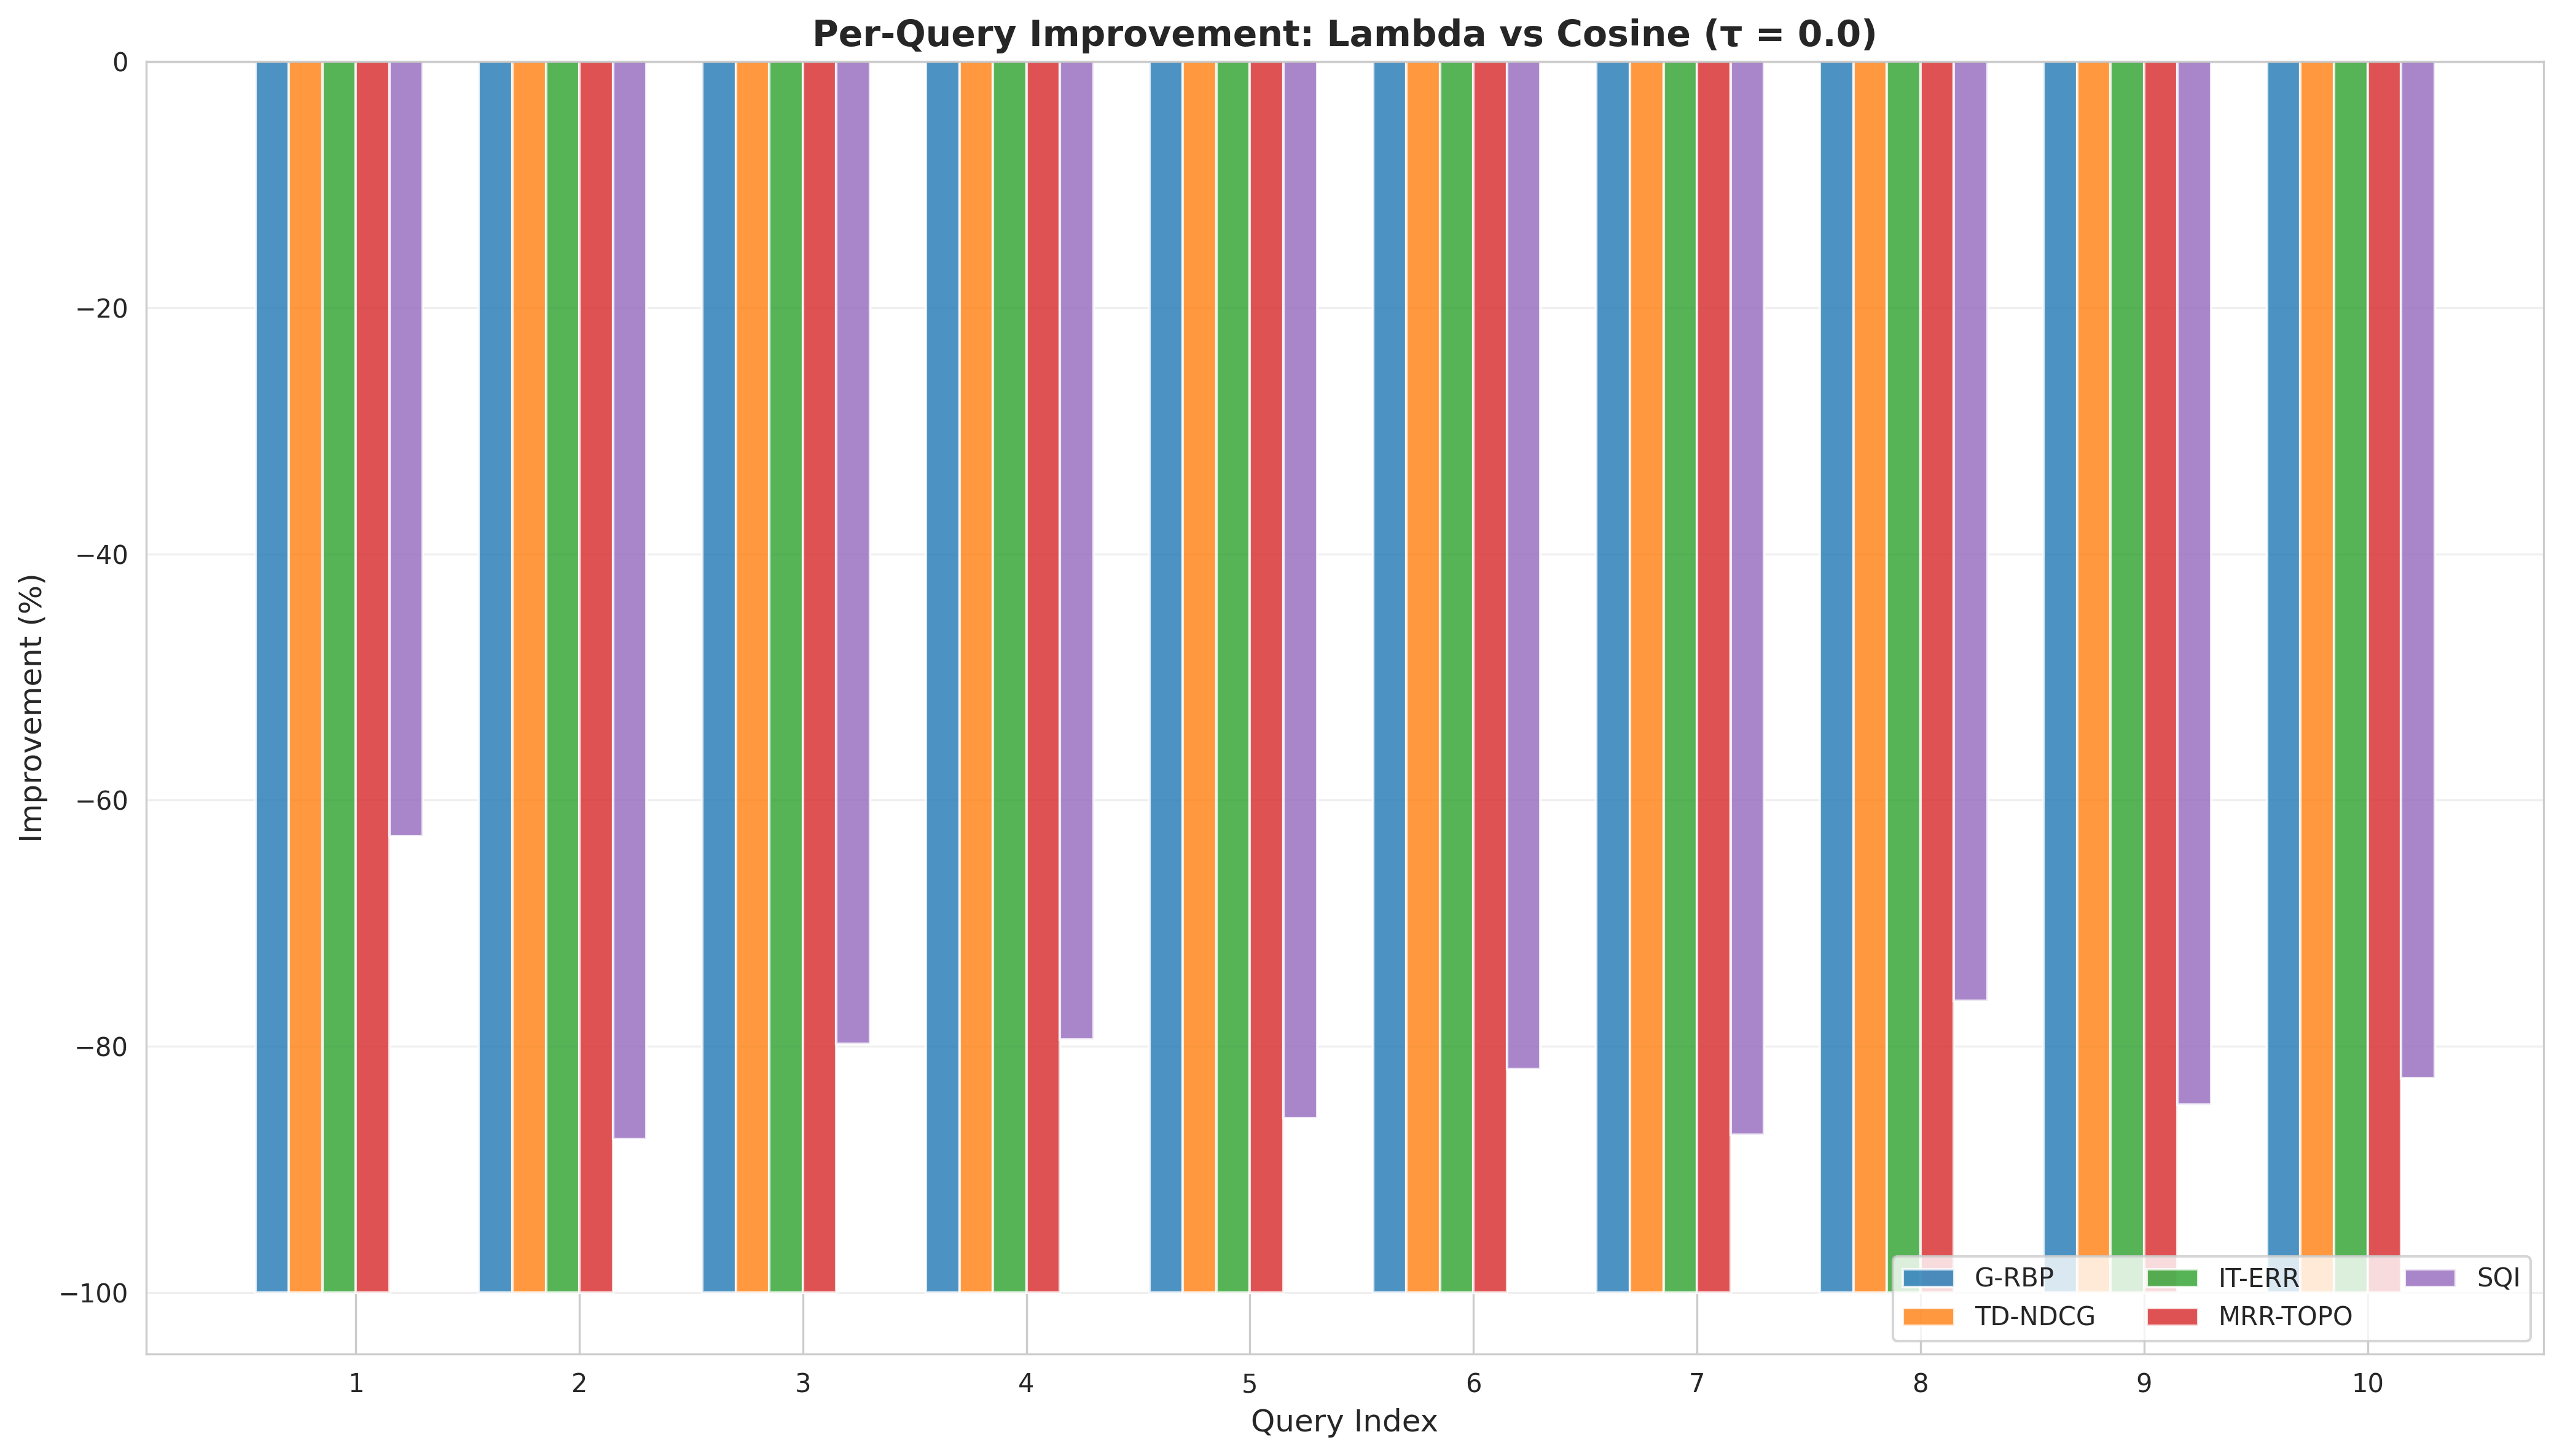 Per-Query Improvement: Lambda vs Cosine (τ = 0.0)
Improvement (%)
0
−20
−40
−60
−80
−100
1 2 3 4 5 6 7 8 9 10
Query Index
G-RBP IT-ERR SQI
TD-NDCG MRR-TOPO